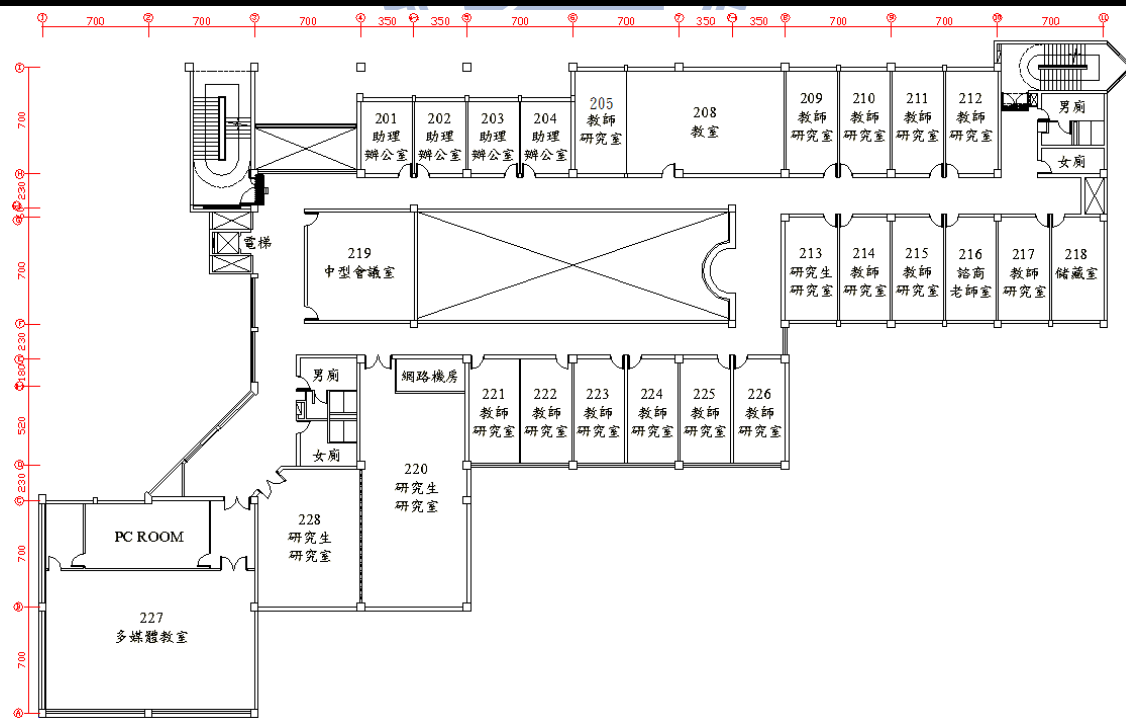 700 700 700 350 350 700 700 350 350 700 700 700
201
助理
辦公室
202
助理
辦公室
203
助理
辦公室
204
助理
辦公室
205
教師
研究室
208
教室
209
教師
研究室
210
教師
研究室
211
教師
研究室
212
教師
研究室
男廁
女廁
700
230
電梯
219
中型會議室
213
研究生
研究室
214
教師
研究室
215
教師
研究室
216
諮商
老師室
217
教師
研究室
218
儲藏室
700
230
180
男廁
女廁
網路機房
220
研究生
研究室
221
教師
研究室
222
教師
研究室
223
教師
研究室
224
教師
研究室
225
教師
研究室
226
教師
研究室
520
230
PC ROOM
228
研究生
研究室
700
227
多媒體教室
700